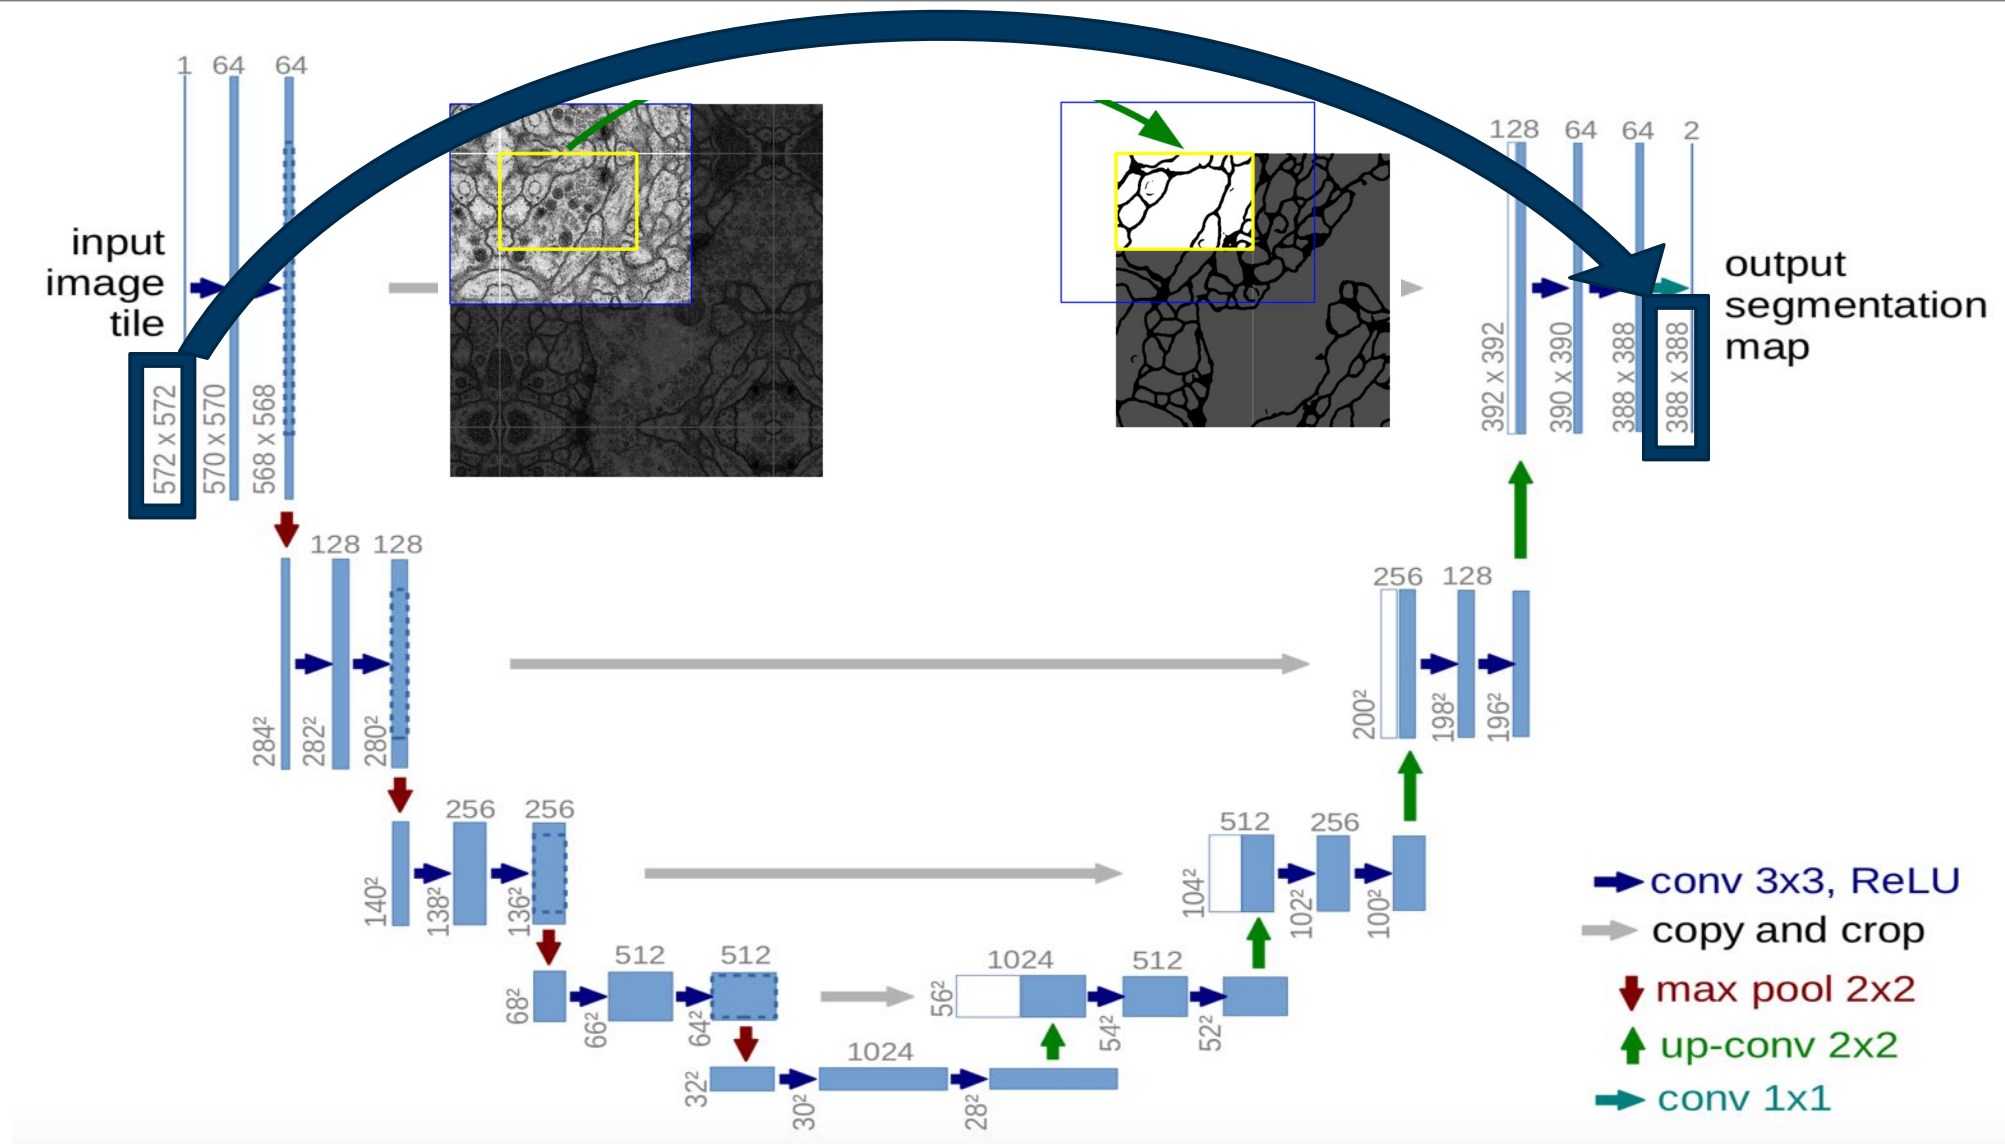 1 64 64
input
image
tile
572 x 572
570 x 570
568 x 568
128 64 64 2
output
segmentation
map
392 x 392
390 x 390
388 x 388
388 x 388
128 128
284²
282²
280²
256 128
200²
198²
196²
256 256
140²
138²
136²
512 256
104²
102²
100²
512 512
68²
66²
64²
1024 512
56²
54²
52²
1024
32²
30²
28²
conv 3x3, ReLU
copy and crop
max pool 2x2
up-conv 2x2
conv 1x1